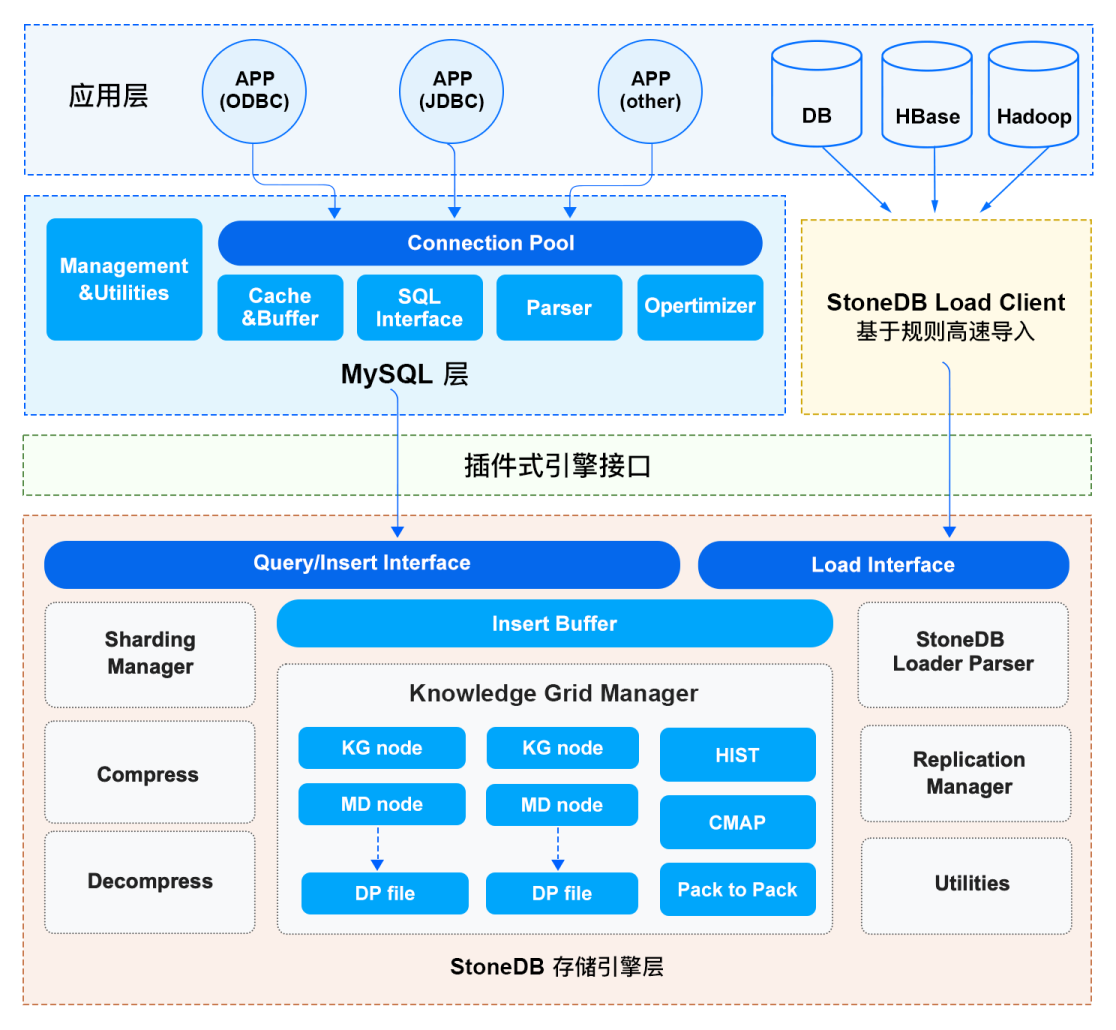 应用层
APP
(ODBC)
APP
(JDBC)
APP
(other)
DB
HBase
Hadoop
Management
&Utilities
Connection Pool
Cache
&Buffer
SQL
Interface
Parser
Opertimizer
MySQL 层
StoneDB Load Client
基于规则高速导入
插件式引擎接口
Query/Insert Interface
Load Interface
Sharding
Manager
Compress
Decompress
Insert Buffer
Knowledge Grid Manager
KG node
KG node
HIST
MD node
MD node
CMAP
DP file
DP file
Pack to Pack
StoneDB
Loader Parser
Replication
Manager
Utilities
StoneDB 存储引擎层